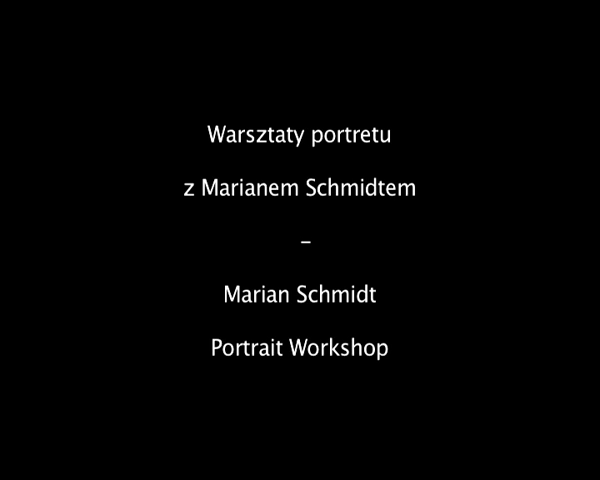 Warsztaty portretu
z Marianem Schmidtem
–
Marian Schmidt
Portrait Workshop